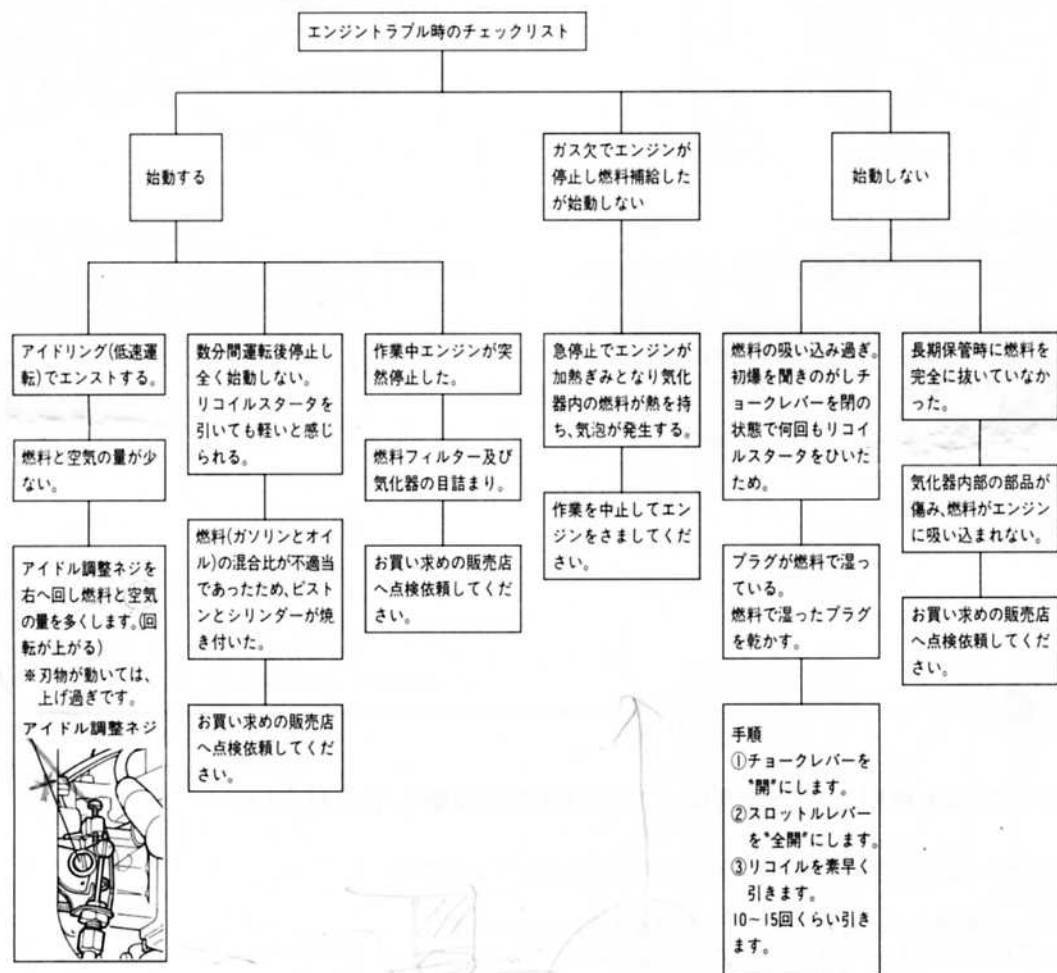 エンジントラブル時のチェックリスト
始動する
ガス欠でエンジンが
停止し燃料補給した
が始動しない
始動しない
アイドリング(低速運
転)でエンストする。
燃料と空気の量が少
ない。
アイドル調整ネジを
右へ回し燃料と空気
の量を多くします。(回
転が上がる)
※刃物が動いては、
上げ過ぎです。
アイドル調整ネジ
数分間運転後停止し
全く始動しない。
リコイルスタータを
引いても軽いと感じ
られる。
燃料(ガソリンとオイ
ル)の混合比が不適当
であったため、ピスト
ンとシリンダーが焼
き付いた。
お買い求めの販売店
へ点検依頼してくだ
さい。
作業中エンジンが突
然停止した。
燃料フィルター及び
気化器の目詰まり。
お買い求めの販売店
へ点検依頼してくだ
さい。
急停止でエンジンが
加熱ぎみとなり気化
器内の燃料が熱を持
ち、気泡が発生する。
作業を中止してエン
ジンをさましてくだ
さい。
燃料の吸い込み過ぎ。
初爆を聞きのがしチ
ョークレバーを閉の
状態で何回もリコイ
ルスタータをひいた
ため。
プラグが燃料で湿っ
ている。
燃料で湿ったプラグ
を乾かす。
手順
①チョークレバーを
〝開〞にします。
②スロットルレバー
を〝全開〞にします。
③リコイルを素早く
引きます。
10~15回くらい引き
ます。
長期保管時に燃料を
完全に抜いていなか
った。
気化器内部の部品が
傷み、燃料がエンジン
に吸い込まれない。
お買い求めの販売店
へ点検依頼してくだ
さい。